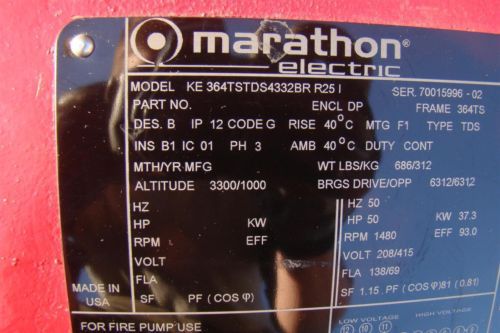 marathon®
electric
MODEL KE 364TSTDS4332BR R25 I SER. 70015996 - 02
PART NO. ENCL DP FRAME 364TS
DES. B IP 12 CODE G RISE 40°C MTG F1 TYPE TDS
INS B1 IC 01 PH 3 AMB 40°C DUTY CONT
MTH/YR MFG WT LBS/KG 686/312
ALTITUDE 3300/1000 BRGS DRIVE/OPP 6312/6312
HZ HZ 50
HP KW HP 50 KW 37.3
RPM EFF RPM 1480 EFF 93.0
VOLT VOLT 208/415
FLA FLA 138/69
SF PF (COS φ) SF 1.15 PF (COS φ) 81 (0.81)
MADE IN
USA
LOW VOLTAGE HIGH VOLTAGE
FOR FIRE PUMP USE 12 10 11